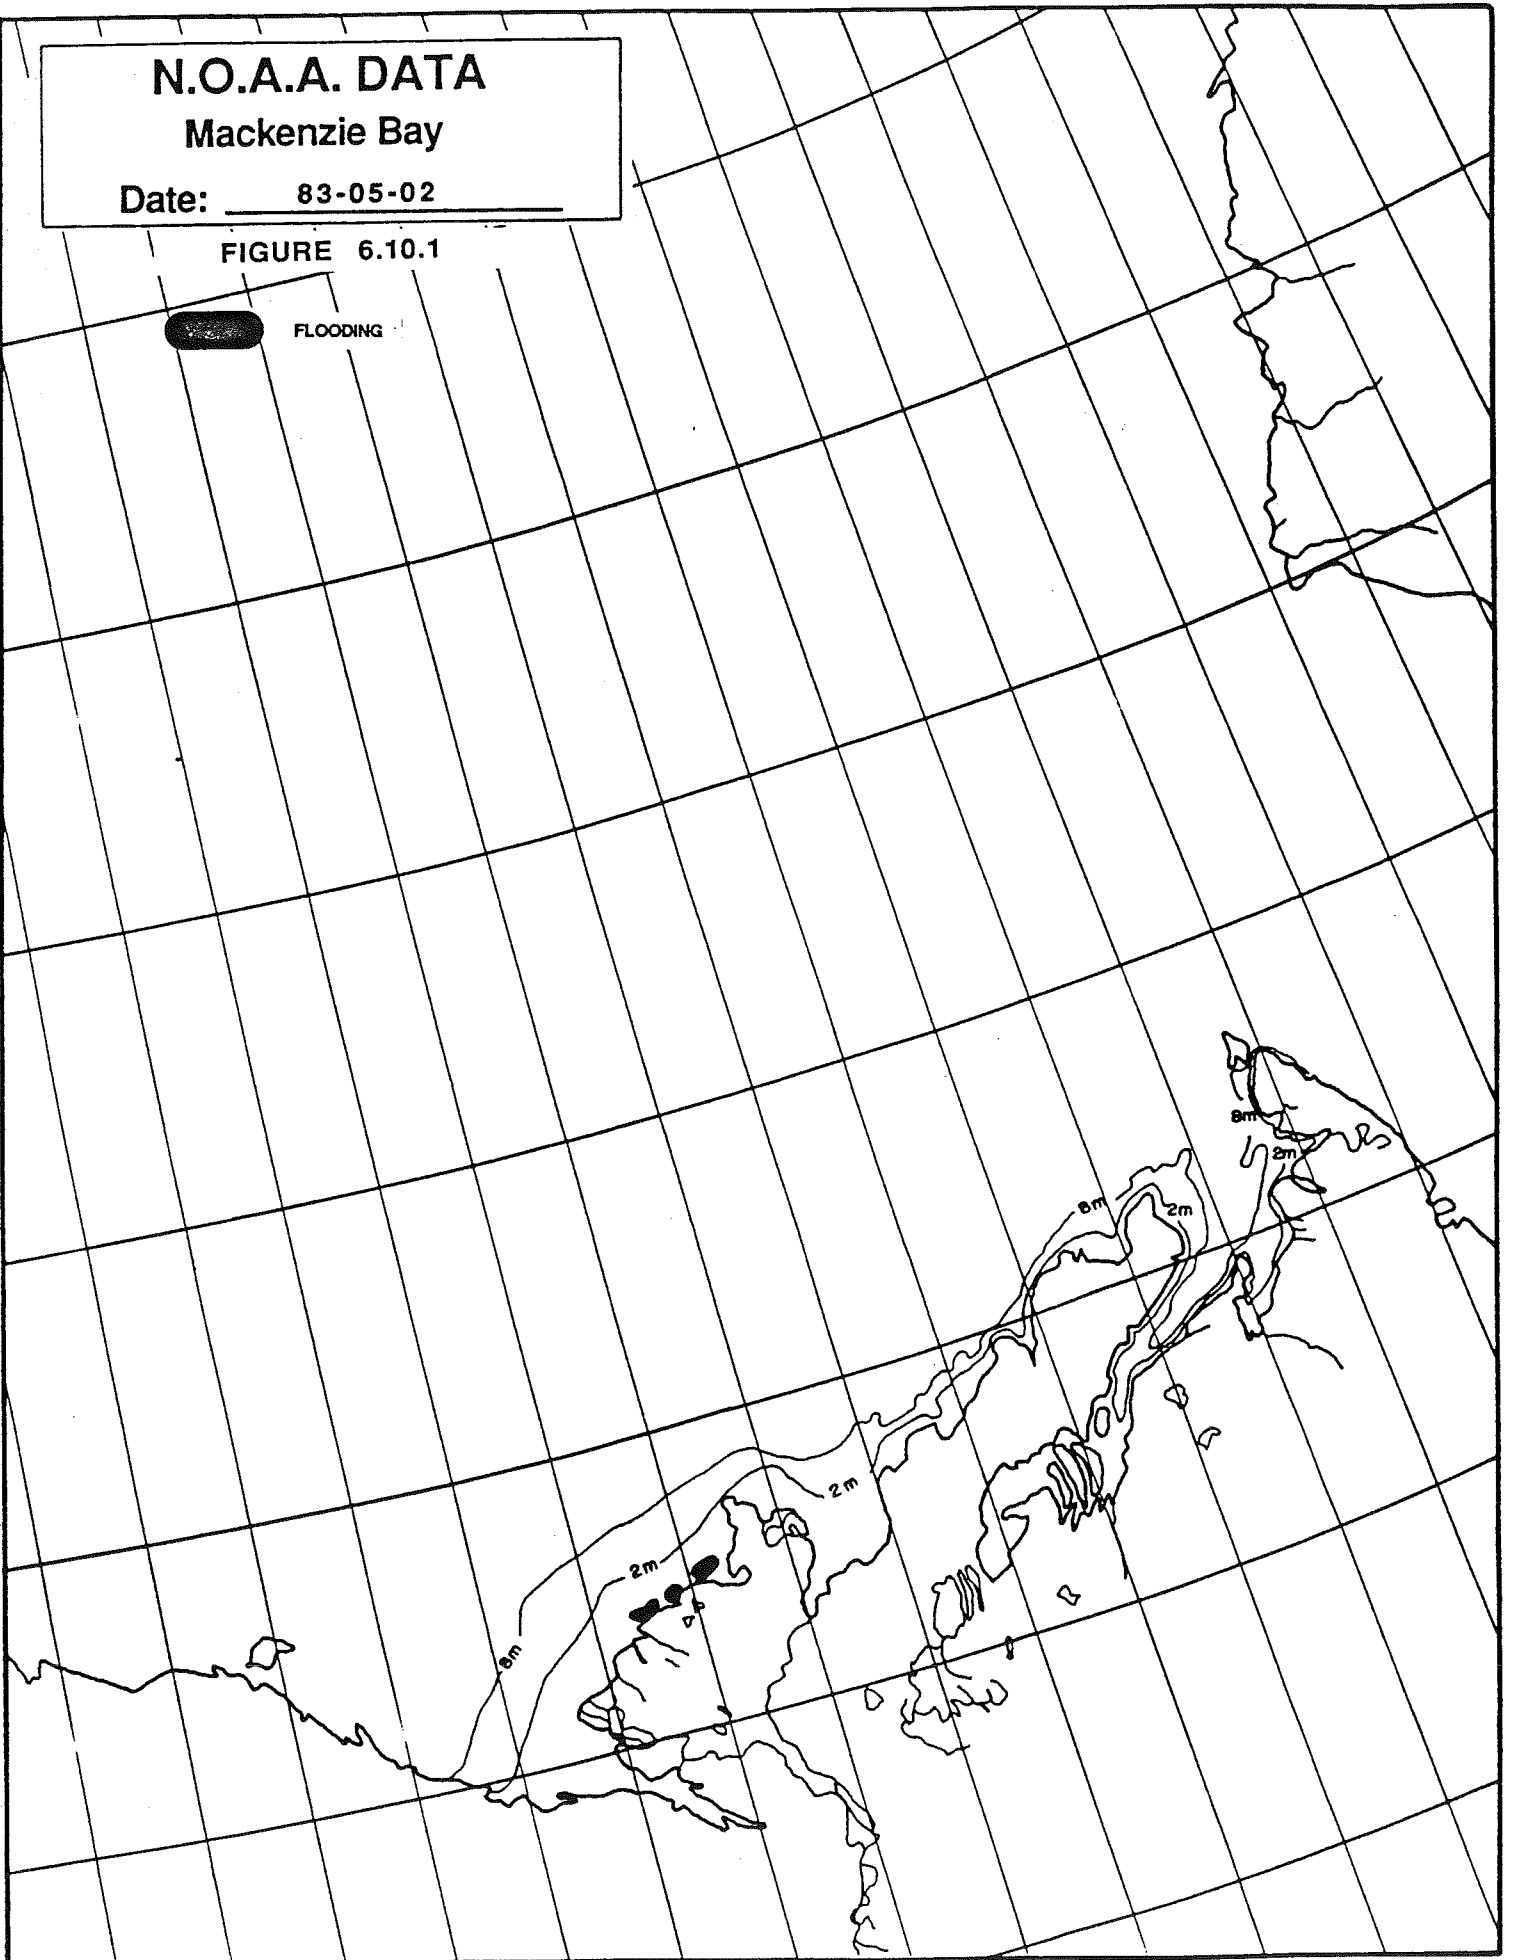 N.O.A.A. DATA
Mackenzie Bay
Date: 83-05-02
FIGURE 6.10.1
FLOODING
8m
2m
8m
2m
2m
2m
8m